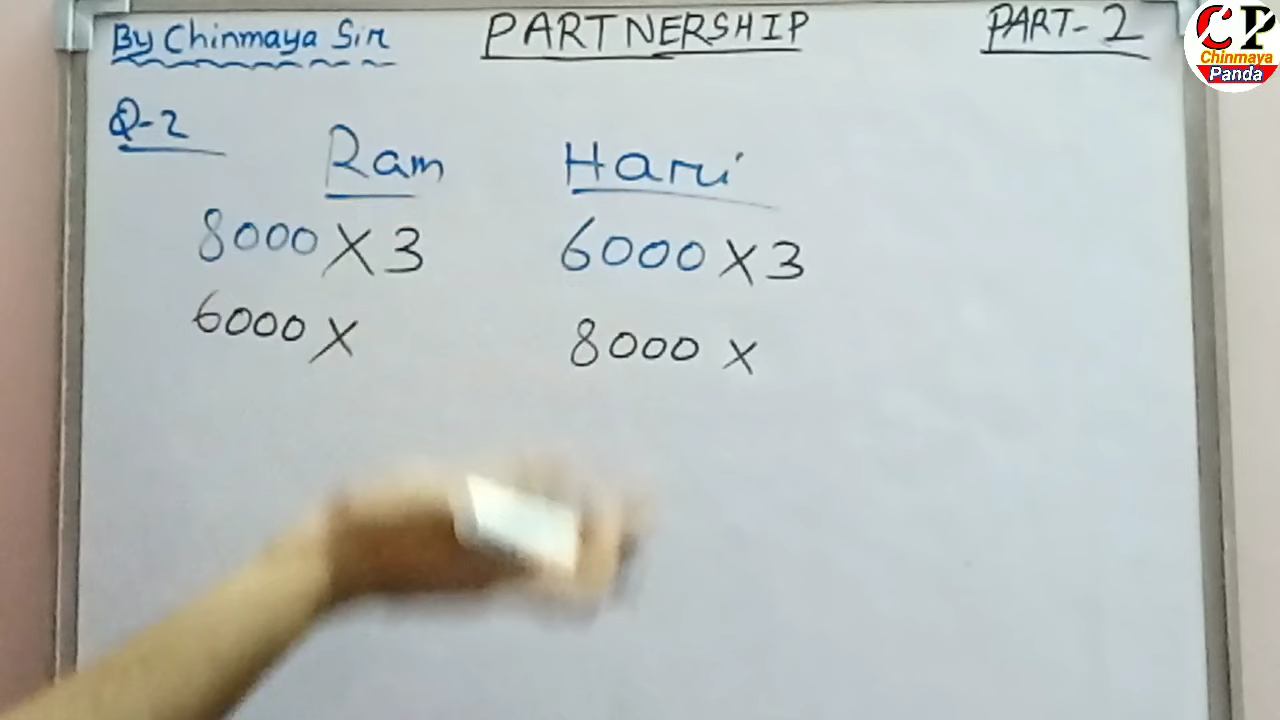 By Chinmaya Sir PARTNERSHIP PART-2
CP
Chinmaya
Panda
Q-2
Ram Hari
8000 X 3 6000 X 3
6000 X 8000 X